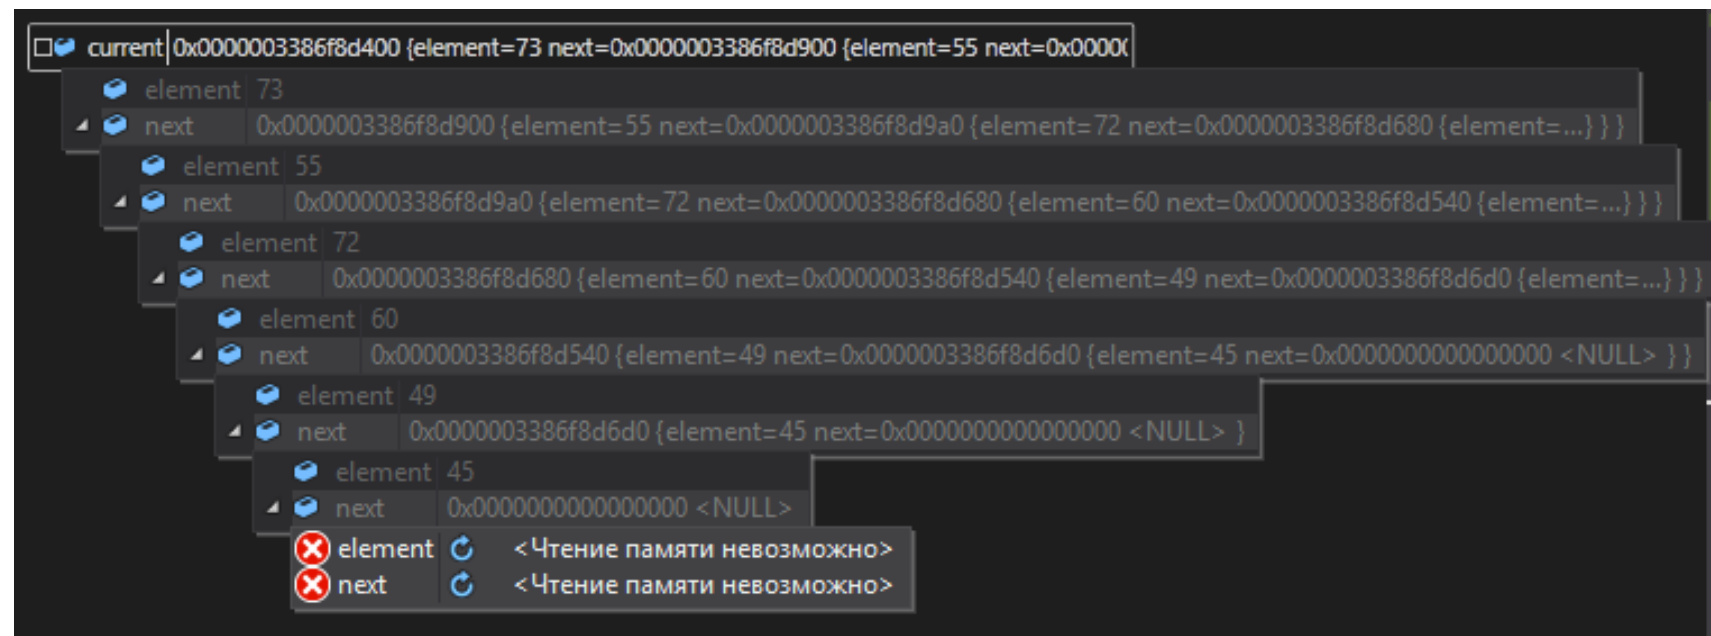 current 0x0000003386f8d400 {element=73 next=0x0000003386f8d900 {element=55 next=0x0000(
element 73
next 0x0000003386f8d900 {element=55 next=0x0000003386f8d9a0 {element=72 next=0x0000003386f8d680 {element=...} } }
element 55
next 0x0000003386f8d9a0 {element=72 next=0x0000003386f8d680 {element=60 next=0x0000003386f8d540 {element=...} } }
element 72
next 0x0000003386f8d680 {element=60 next=0x0000003386f8d540 {element=49 next=0x0000003386f8d6d0 {element=...} } }
element 60
next 0x0000003386f8d540 {element=49 next=0x0000003386f8d6d0 {element=45 next=0x0000000000000000 <NULL> } }
element 49
next 0x0000003386f8d6d0 {element=45 next=0x0000000000000000 <NULL> }
element 45
next 0x0000000000000000 <NULL>
element <Чтение памяти невозможно>
next <Чтение памяти невозможно>